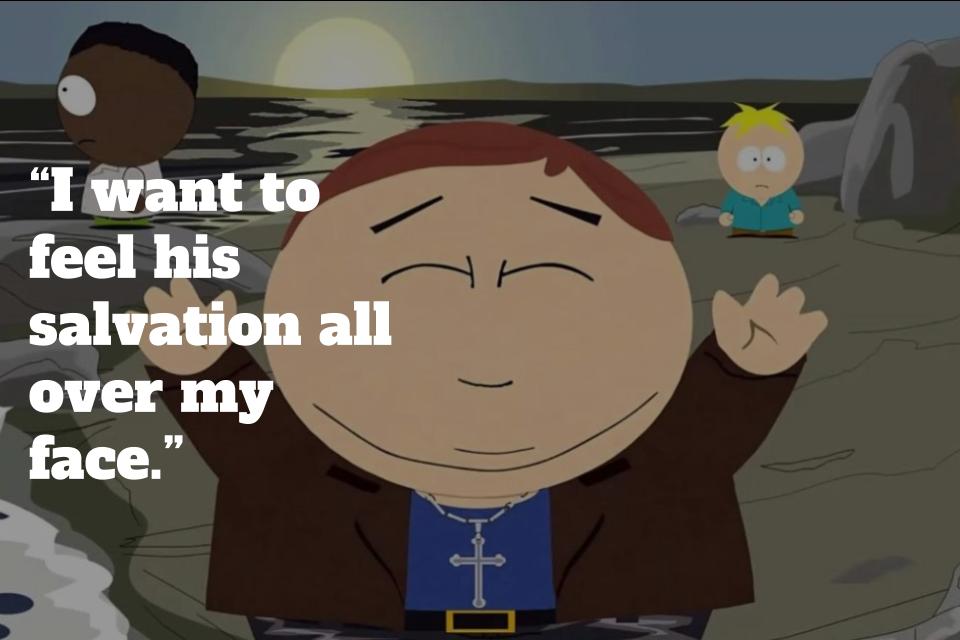 “I want to
feel his
salvation all
over my
face.”